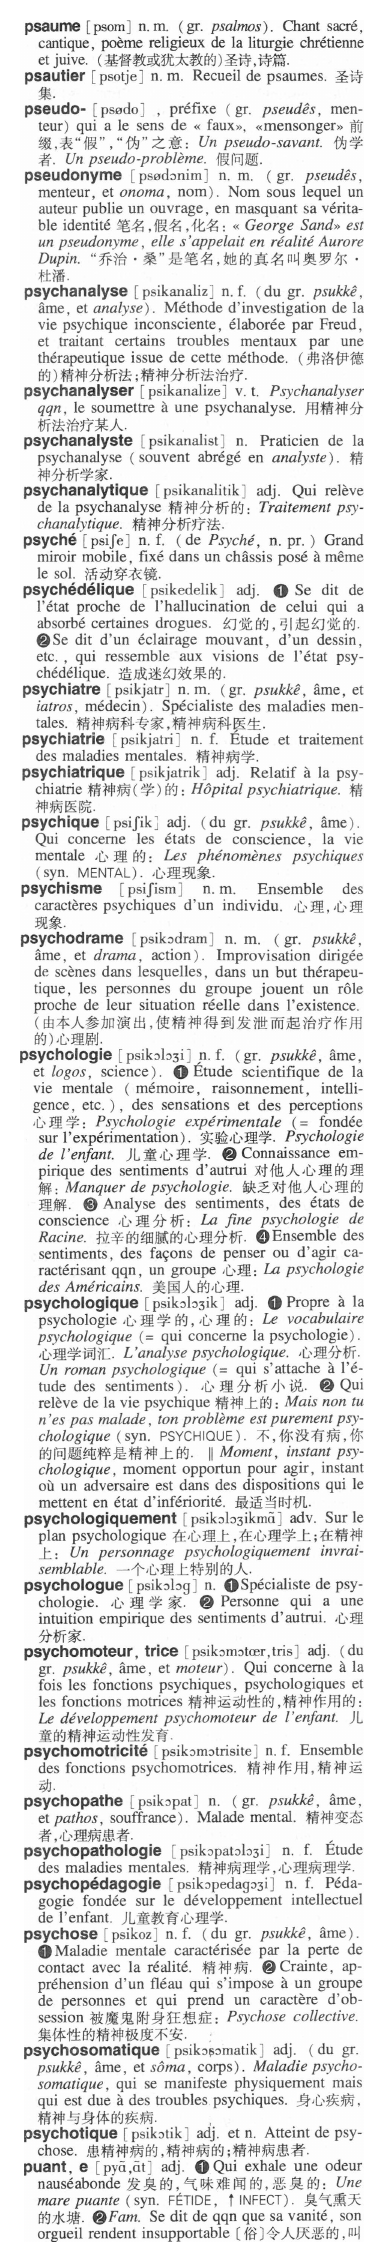 psaume [psom] n. m. (gr. psalmos). Chant sacré,
cantique, poème religieux de la liturgie chrétienne
et juive. (基督教或犹太教的)圣诗,诗篇.
psautier [psotje] n. m. Recueil de psaumes. 圣诗
集.
pseudo- [psødo] , préfixe (gr. pseudês, men-
teur) qui a le sens de « faux», «mensonger» 前
缀,表“假”,“伪”之意: Un pseudo-savant. 伪学
者. Un pseudo-problème. 假问题.
pseudonyme [psødɔnim] n. m. (gr. pseudês,
menteur, et onoma, nom). Nom sous lequel un
auteur publie un ouvrage, en masquant sa vérita-
ble identité 笔名,假名,化名: « George Sand» est
un pseudonyme, elle s'appelait en réalité Aurore
Dupin. “乔治·桑”是笔名,她的真名叫奥罗尔·
杜潘.
psychanalyse [psikanaliz] n. f. (du gr. psukkê,
âme, et analyse). Méthode d'investigation de la
vie psychique inconsciente, élaborée par Freud,
et traitant certains troubles mentaux par une
thérapeutique issue de cette méthode. (弗洛伊德
的)精神分析法;精神分析法治疗.
psychanalyser [psikanalize] v. t. Psychanalyser
qqn, le soumettre à une psychanalyse. 用精神分
析法治疗某人.
psychanalyste [psikanalist] n. Praticien de la
psychanalyse (souvent abrégé en analyste). 精
神分析学家.
psychanalytique [psikanalitik] adj. Qui relève
de la psychanalyse 精神分析的: Traitement psy-
chanalytique. 精神分析疗法.
psyché [psiʃe] n. f. (de Psyché, n. pr.) Grand
miroir mobile, fixé dans un châssis posé à même
le sol. 活动穿衣镜.
psychédélique [psikedelik] adj. ❶ Se dit de
l'état proche de l'hallucination de celui qui a
absorbé certaines drogues. 幻觉的,引起幻觉的.
❷Se dit d'un éclairage mouvant, d'un dessin,
etc. , qui ressemble aux visions de l'état psy-
chédélique. 造成迷幻效果的.
psychiatre [psikjatr] n. m. (gr. psukkê, âme, et
iatros, médecin). Spécialiste des maladies men-
tales. 精神病科专家,精神病科医生.
psychiatrie [psikjatri] n. f. Étude et traitement
des maladies mentales. 精神病学.
psychiatrique [psikjatrik] adj. Relatif à la psy-
chiatrie 精神病(学)的: Hôpital psychiatrique. 精
神病医院.
psychique [psiʃik] adj. (du gr. psukkê, âme).
Qui concerne les états de conscience, la vie
mentale 心理的: Les phénomènes psychiques
(syn. MENTAL). 心理现象.
psychisme [psiʃism] n. m. Ensemble des
caractères psychiques d'un individu. 心理,心理
现象.
psychodrame [psikɔdram] n. m. (gr. psukkê,
âme, et drama, action). Improvisation dirigée
de scènes dans lesquelles, dans un but thérapeu-
tique, les personnes du groupe jouent un rôle
proche de leur situation réelle dans l'existence.
(由本人参加演出,使精神得到发泄而起治疗作用
的)心理剧.
psychologie [psikɔlɔʒi] n. f. (gr. psukkê, âme,
et logos, science). ❶ Étude scientifique de la
vie mentale (mémoire, raisonnement, intelli-
gence, etc. ), des sensations et des perceptions
心理学: Psychologie expérimentale (= fondée
sur l'expérimentation). 实验心理学. Psychologie
de l'enfant. 儿童心理学. ❷ Connaissance em-
pirique des sentiments d'autrui 对他人心理的理
解: Manquer de psychologie. 缺乏对他人心理的
理解. ❸ Analyse des sentiments, des états de
conscience 心理分析: La fine psychologie de
Racine. 拉辛的细腻的心理分析. ❹Ensemble des
sentiments, des façons de penser ou d'agir ca-
ractérisant qqn, un groupe 心理: La psychologie
des Américains. 美国人的心理.
psychologique [psikɔlɔʒik] adj. ❶ Propre à la
psychologie 心理学的,心理的: Le vocabulaire
psychologique (= qui concerne la psychologie).
心理学词汇. L'analyse psychologique. 心理分析.
Un roman psychologique (= qui s'attache à l'é-
tude des sentiments). 心理分析小说. ❷ Qui
relève de la vie psychique 精神上的: Mais non tu
n'es pas malade, ton problème est purement psy-
chologique (syn. PSYCHIQUE). 不,你没有病,你
的问题纯粹是精神上的. ‖ Moment, instant psy-
chologique, moment opportun pour agir, instant
où un adversaire est dans des dispositions qui le
mettent en état d'infériorité. 最适当时机.
psychologiquement [psikɔlɔʒikmɑ̃] adv. Sur le
plan psychologique 在心理上,在心理学上;在精神
上: Un personnage psychologiquement invrai-
semblable. 一个心理上特别的人.
psychologue [psikɔlɔg] n. ❶Spécialiste de psy-
chologie. 心理学家. ❷ Personne qui a une
intuition empirique des sentiments d'autrui. 心理
分析家.
psychomoteur, trice [psikɔmɔtœr,tris] adj. (du
gr. psukkê, âme, et moteur). Qui concerne à la
fois les fonctions psychiques, psychologiques et
les fonctions motrices 精神运动性的,精神作用的:
Le développement psychomoteur de l'enfant. 儿
童的精神运动性发育.
psychomotricité [psikɔmɔtrisite] n. f. Ensemble
des fonctions psychomotrices. 精神作用,精神运
动.
psychopathe [psikɔpat] n. (gr. psukkê, âme,
et pathos, souffrance). Malade mental. 精神变态
者,心理病患者.
psychopathologie [psikɔpatɔlɔʒi] n. f. Étude
des maladies mentales. 精神病理学,心理病理学.
psychopédagogie [psikɔpedagɔʒi] n. f. Péda-
gogie fondée sur le développement intellectuel
de l'enfant. 儿童教育心理学.
psychose [psikoz] n. f. (du gr. psukkê, âme).
❶Maladie mentale caractérisée par la perte de
contact avec la réalité. 精神病. ❷ Crainte, ap-
préhension d'un fléau qui s'impose à un groupe
de personnes et qui prend un caractère d'ob-
session 被魔鬼附身狂想症: Psychose collective.
集体性的精神极度不安.
psychosomatique [psikɔsɔmatik] adj. (du gr.
psukkê, âme, et sôma, corps). Maladie psycho-
somatique, qui se manifeste physiquement mais
qui est due à des troubles psychiques. 身心疾病,
精神与身体的疾病.
psychotique [psikɔtik] adj. et n. Atteint de psy-
chose. 患精神病的,精神病的;精神病患者.
puant, e [pɥɑ̃,ɑ̃t] adj. ❶Qui exhale une odeur
nauséabonde 发臭的,气味难闻的,恶臭的: Une
mare puante (syn. FÉTIDE, ↑INFECT). 臭气熏天
的水塘. ❷Fam. Se dit de qqn que sa vanité, son
orgueil rendent insupportable [俗]令人厌恶的,叫